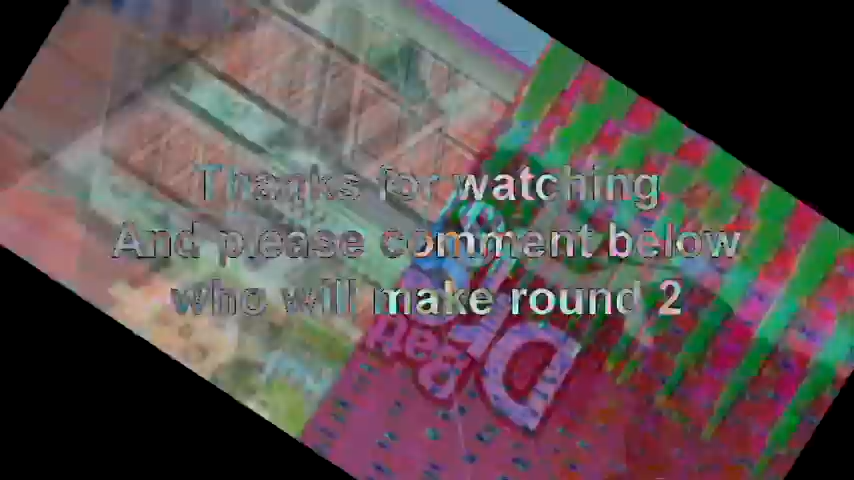 Thanks for watching
And please comment below
who will make round 2